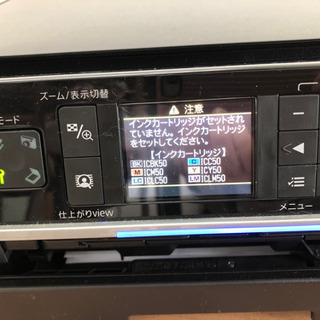 ズーム/表示切替
モード
⚠ 注意
インクカートリッジがセットされ
ていません。インクカートリッジ
をセットしてください。
【インクカートリッジ】
BK ICBK50 C ICC50
M ICM50 Y ICY50
LC ICLC50 LM ICLM50
仕上がりview
メニュー